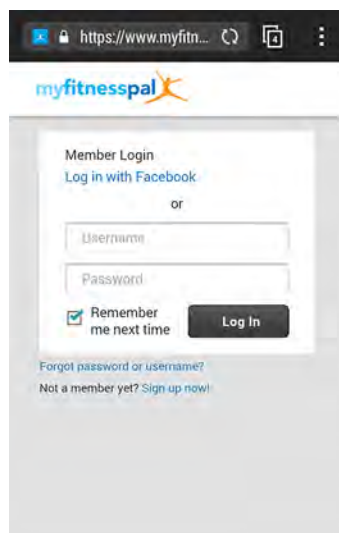 https://www.myfitn...
4
myfitnesspal
Member Login
Log in with Facebook
or
Username
Password
Remember
me next time
Log In
Forgot password or username?
Not a member yet? Sign up now!